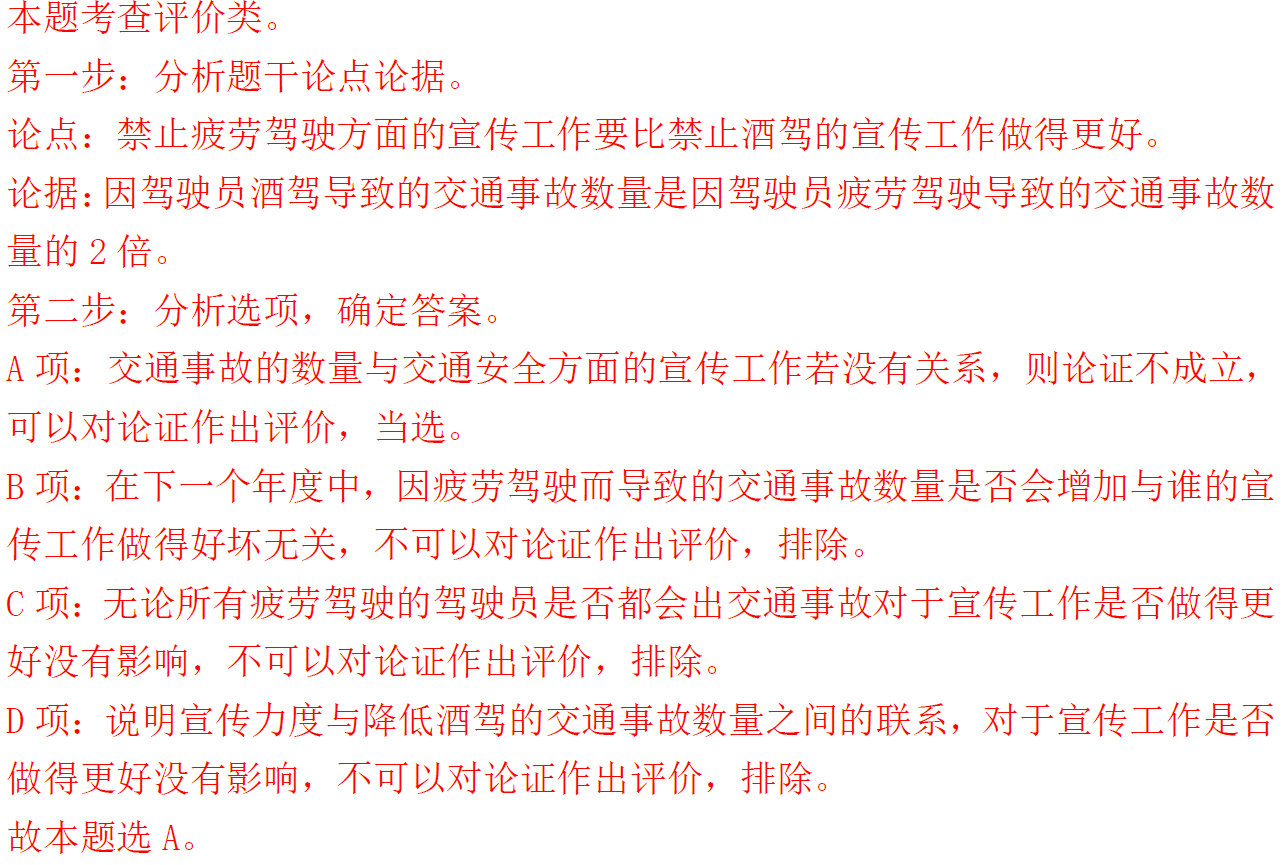 本题考查评价类。
第一步：分析题干论点论据。
论点：禁止疲劳驾驶方面的宣传工作要比禁止酒驾的宣传工作做得更好。
论据：因驾驶员酒驾导致的交通事故数量是因驾驶员疲劳驾驶导致的交通事故数
量的 2 倍。
第二步：分析选项，确定答案。
A 项：交通事故的数量与交通安全方面的宣传工作若没有关系，则论证不成立，
可以对论证作出评价，当选。
B 项：在下一个年度中，因疲劳驾驶而导致的交通事故数量是否会增加与谁的宣
传工作做得好坏无关，不可以对论证作出评价，排除。
C 项：无论所有疲劳驾驶的驾驶员是否都会出交通事故对于宣传工作是否做得更
好没有影响，不可以对论证作出评价，排除。
D 项：说明宣传力度与降低酒驾的交通事故数量之间的联系，对于宣传工作是否
做得更好没有影响，不可以对论证作出评价，排除。
故本题选 A。